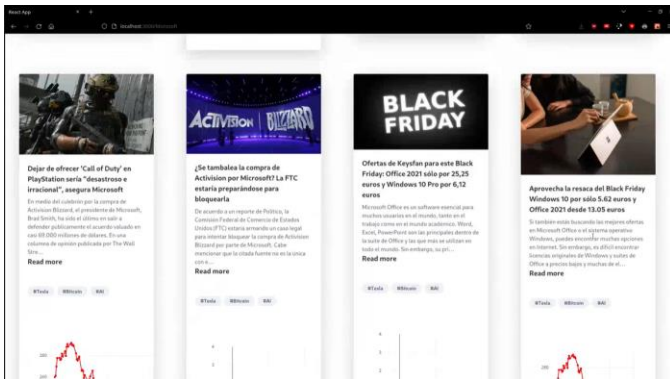 React App
localhost:3000/Microsoft
ACTIVISION BLIZZARD
BLACK
FRIDAY
Dejar de ofrecer 'Call of Duty' en
PlayStation sería "desastroso e
irracional", asegura Microsoft
En medio del culebrón por la compra de
Activision Blizzard, el presidente de Microsoft,
Brad Smith, ha sido el último en salir a
defender públicamente el acuerdo valuado en
casi 69.000 millones de dólares. En una
columna de opinión publicada por The Wall
Stre...
Read more
#Tesla #Bitcoin #AI
¿Se tambalea la compra de
Activision por Microsoft? La FTC
estaría preparándose para
bloquearla
De acuerdo a un reporte de Politico, la
Comisión Federal de Comercio de Estados
Unidos (FTC) estaría armando un caso legal
para intentar bloquear la compra de Activision
Blizzard por parte de Microsoft. Cabe
mencionar que la citada fuente no es la única
con e...
Read more
#Tesla #Bitcoin #AI
Ofertas de Keysfan para este Black
Friday: Office 2021 sólo por 25,25
euros y Windows 10 Pro por 6,12
euros
Microsoft Office es un software esencial para
muchos usuarios en el mundo, tanto en el
trabajo como en el mundo académico. Word,
Excel, PowerPoint son las principales dentro de
la suite de Office y las que más se utilizan en
todo el mundo. Sin embargo, su pri...
Read more
#Tesla #Bitcoin #AI
Aprovecha la resaca del Black Friday
Windows 10 por sólo 5.62 euros y
Office 2021 desde 13.05 euros
Si también estás buscando las mejores ofertas
en Microsoft Office o el sistema operativo
Windows, puedes encontrar muchas opciones
en Internet. Sin embargo, es difícil encontrar
licencias originales de Windows y suites de
Office a precios bajos y muchas de el...
Read more
#Tesla #Bitcoin #AI
4
3